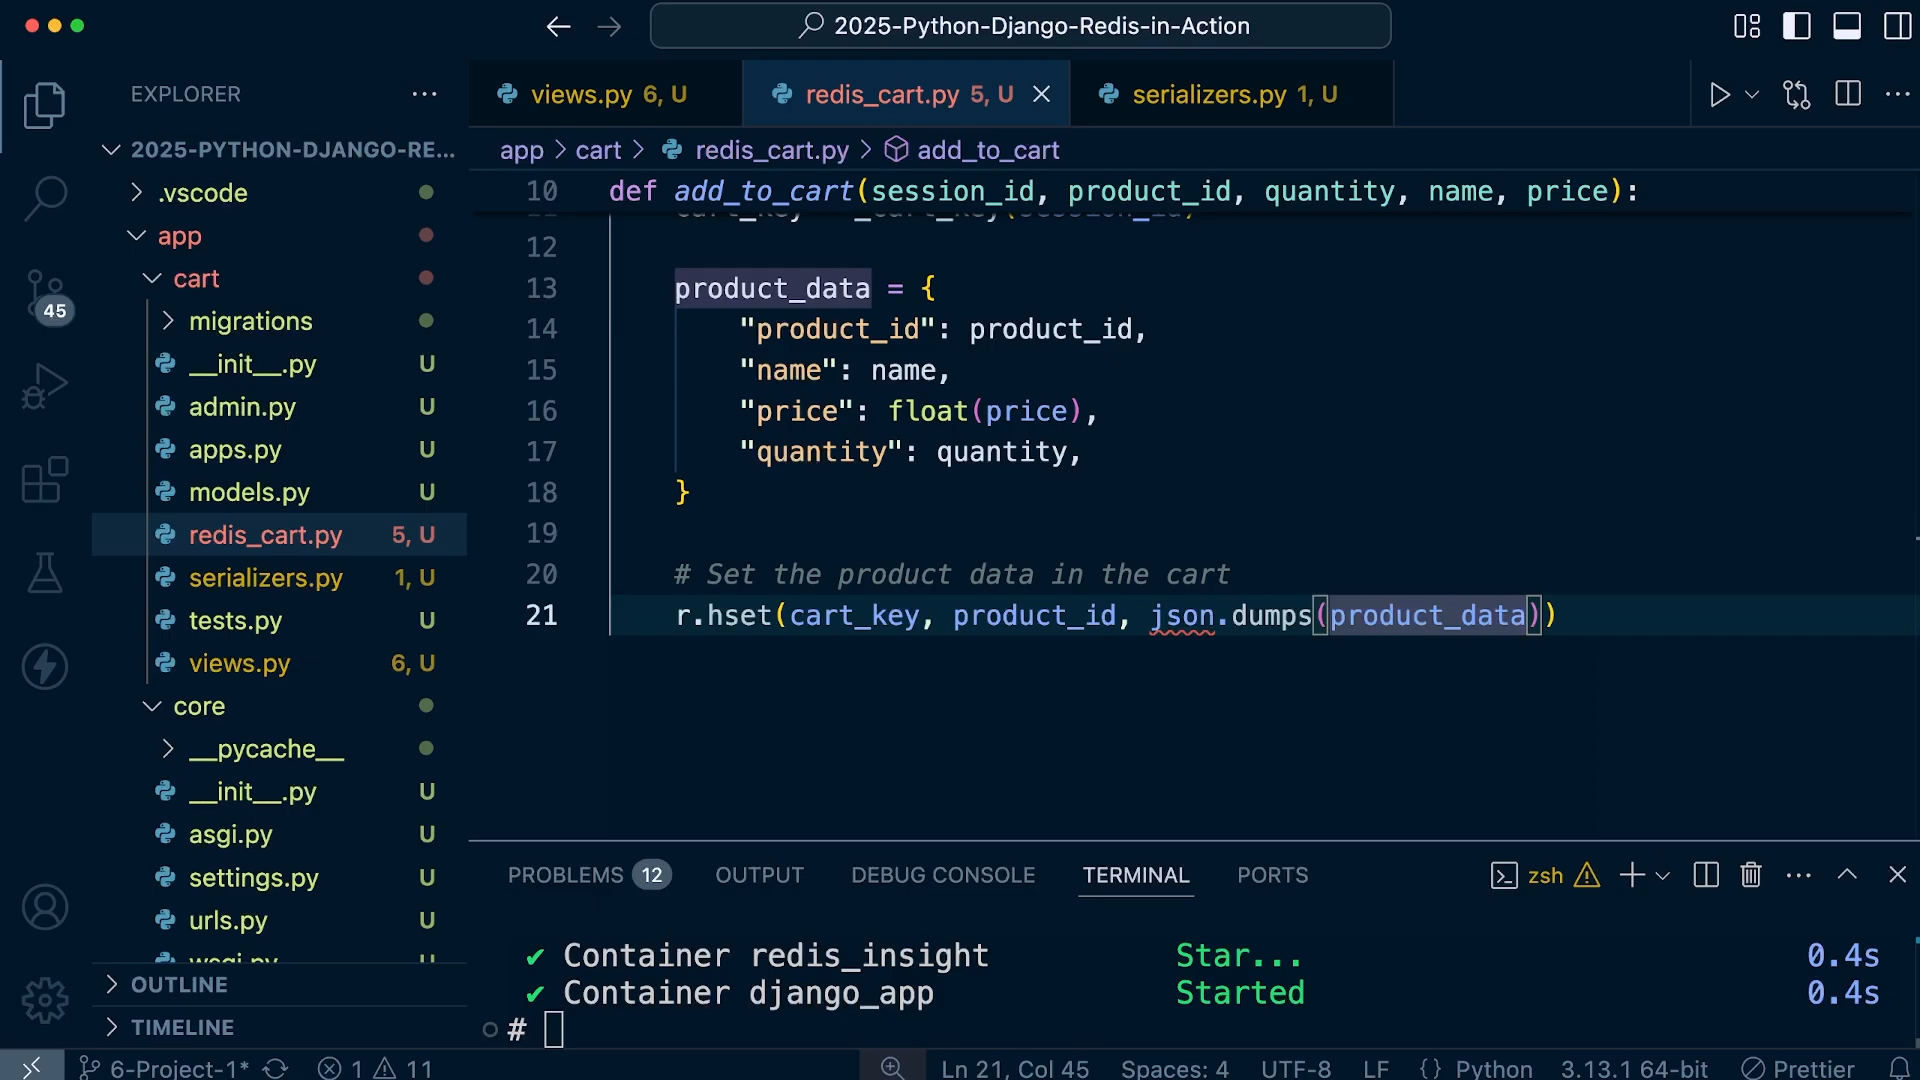 2025-Python-Django-Redis-in-Action
EXPLORER
views.py 6, U
redis_cart.py 5, U
serializers.py 1, U
app > cart > redis_cart.py > add_to_cart
2025-PYTHON-DJANGO-RE...
.vscode
app
cart
migrations
__init__.py U
admin.py U
apps.py U
models.py U
redis_cart.py 5, U
serializers.py 1, U
tests.py U
views.py 6, U
core
__pycache__
__init__.py U
asgi.py U
settings.py U
urls.py U
wsgi.py U
OUTLINE
TIMELINE
45
10 def add_to_cart(session_id, product_id, quantity, name, price):
11 cart_key = _cart_key(session_id)
12
13 product_data = {
14 "product_id": product_id,
15 "name": name,
16 "price": float(price),
17 "quantity": quantity,
18 }
19
20 # Set the product data in the cart
21 r.hset(cart_key, product_id, json.dumps(product_data))
PROBLEMS 12 OUTPUT DEBUG CONSOLE TERMINAL PORTS
zsh
✔ Container redis_insight Star... 0.4s
✔ Container django_app Started 0.4s
#
6-Project-1* 1 11 Ln 21, Col 45 Spaces: 4 UTF-8 LF {} Python 3.13.1 64-bit Prettier